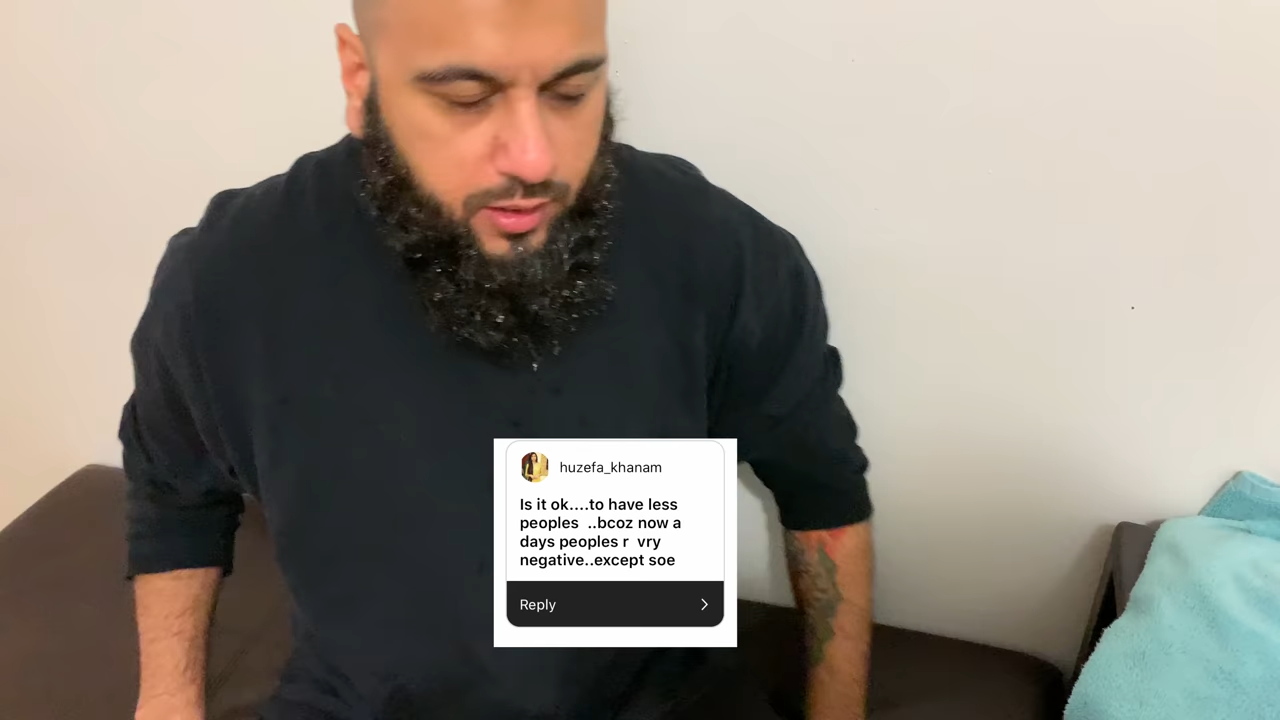 huzefa_khanam
Is it ok....to have less
peoples  ..bcoz now a
days peoples r  vry
negative..except soe
Reply